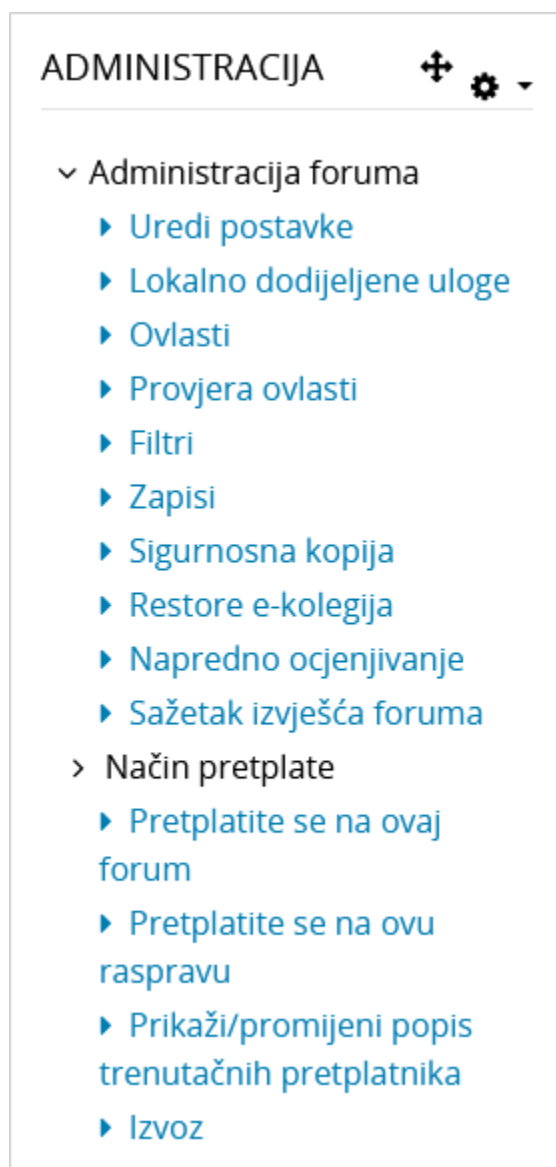 ADMINISTRACIJA
Administracija foruma
Uredi postavke
Lokalno dodijeljene uloge
Ovlasti
Provjera ovlasti
Filtri
Zapisi
Sigurnosna kopija
Restore e-kolegija
Napredno ocjenjivanje
Sažetak izvješća foruma
Način pretplate
Pretplatite se na ovaj
forum
Pretplatite se na ovu
raspravu
Prikaži/promijeni popis
trenutačnih pretplatnika
Izvoz